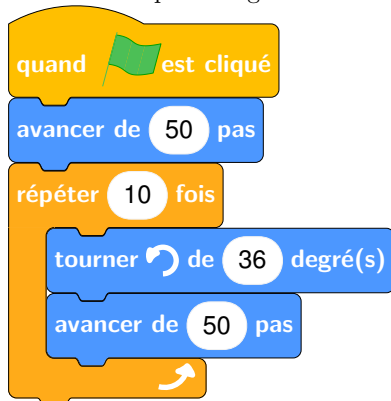 quand est cliqué
avancer de 50 pas
répéter 10 fois
tourner de 36 degré(s)
avancer de 50 pas